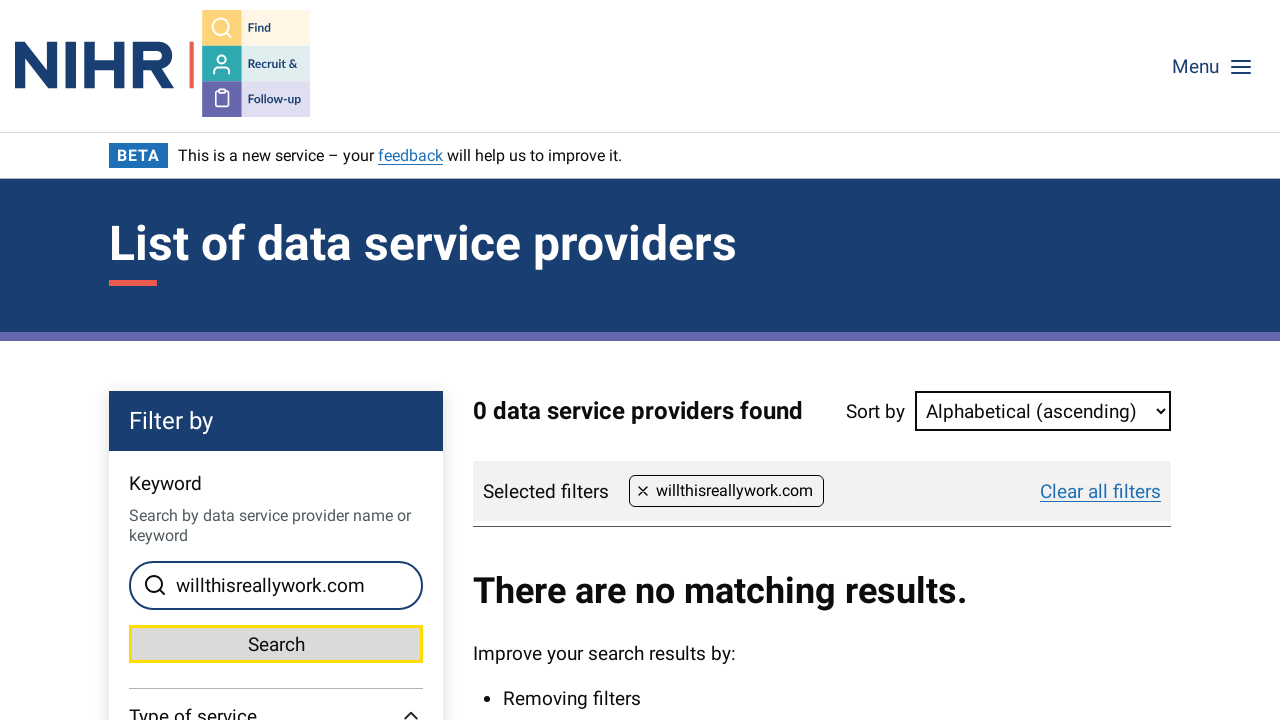 NIHR
Find
Recruit &
Follow-up
Menu
BETA This is a new service – your feedback will help us to improve it.
List of data service providers
Filter by
Keyword
Search by data service provider name or
keyword
willthisreallywork.com
Search
Type of service
0 data service providers found
Sort by Alphabetical (ascending)
Selected filters willthisreallywork.com Clear all filters
There are no matching results.
Improve your search results by:
Removing filters